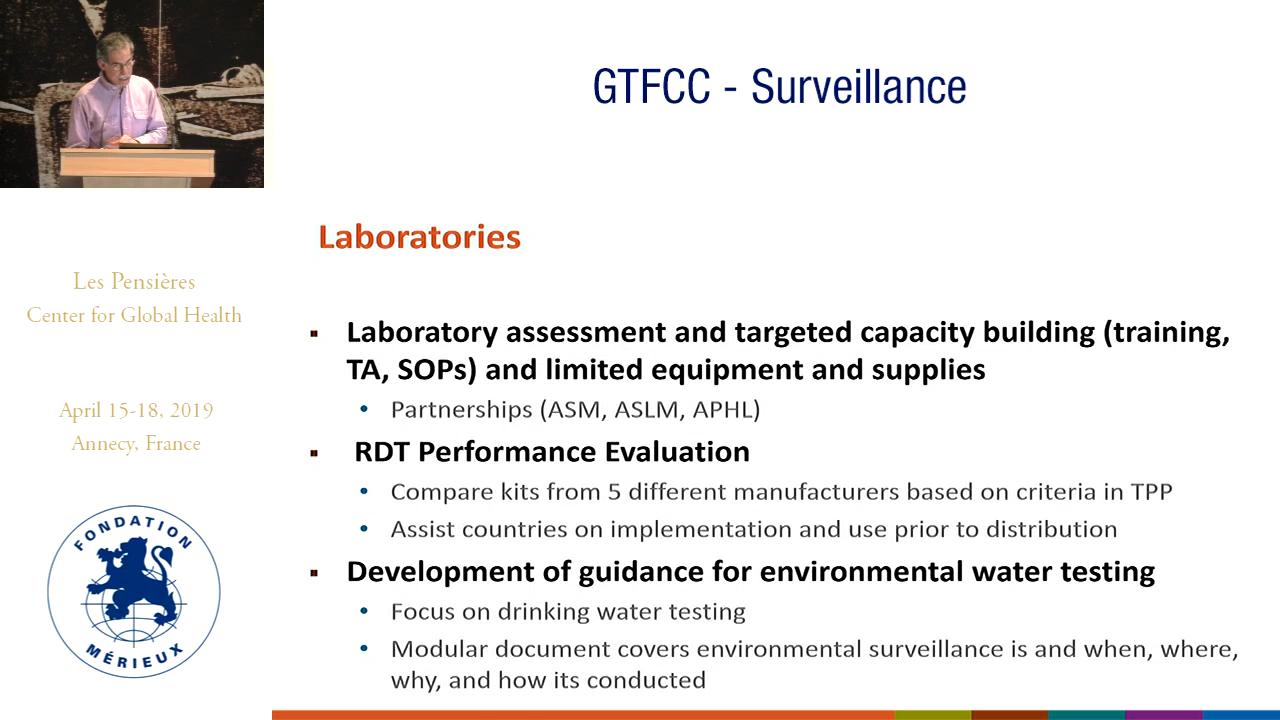 GTFCC - Surveillance
Laboratories
Les Pensières
Center for Global Health
April 15-18, 2019
Annecy, France
FONDATION
MÉRIEUX
Laboratory assessment and targeted capacity building (training,
TA, SOPs) and limited equipment and supplies
Partnerships (ASM, ASLM, APHL)
RDT Performance Evaluation
Compare kits from 5 different manufacturers based on criteria in TPP
Assist countries on implementation and use prior to distribution
Development of guidance for environmental water testing
Focus on drinking water testing
Modular document covers environmental surveillance is and when, where,
why, and how its conducted